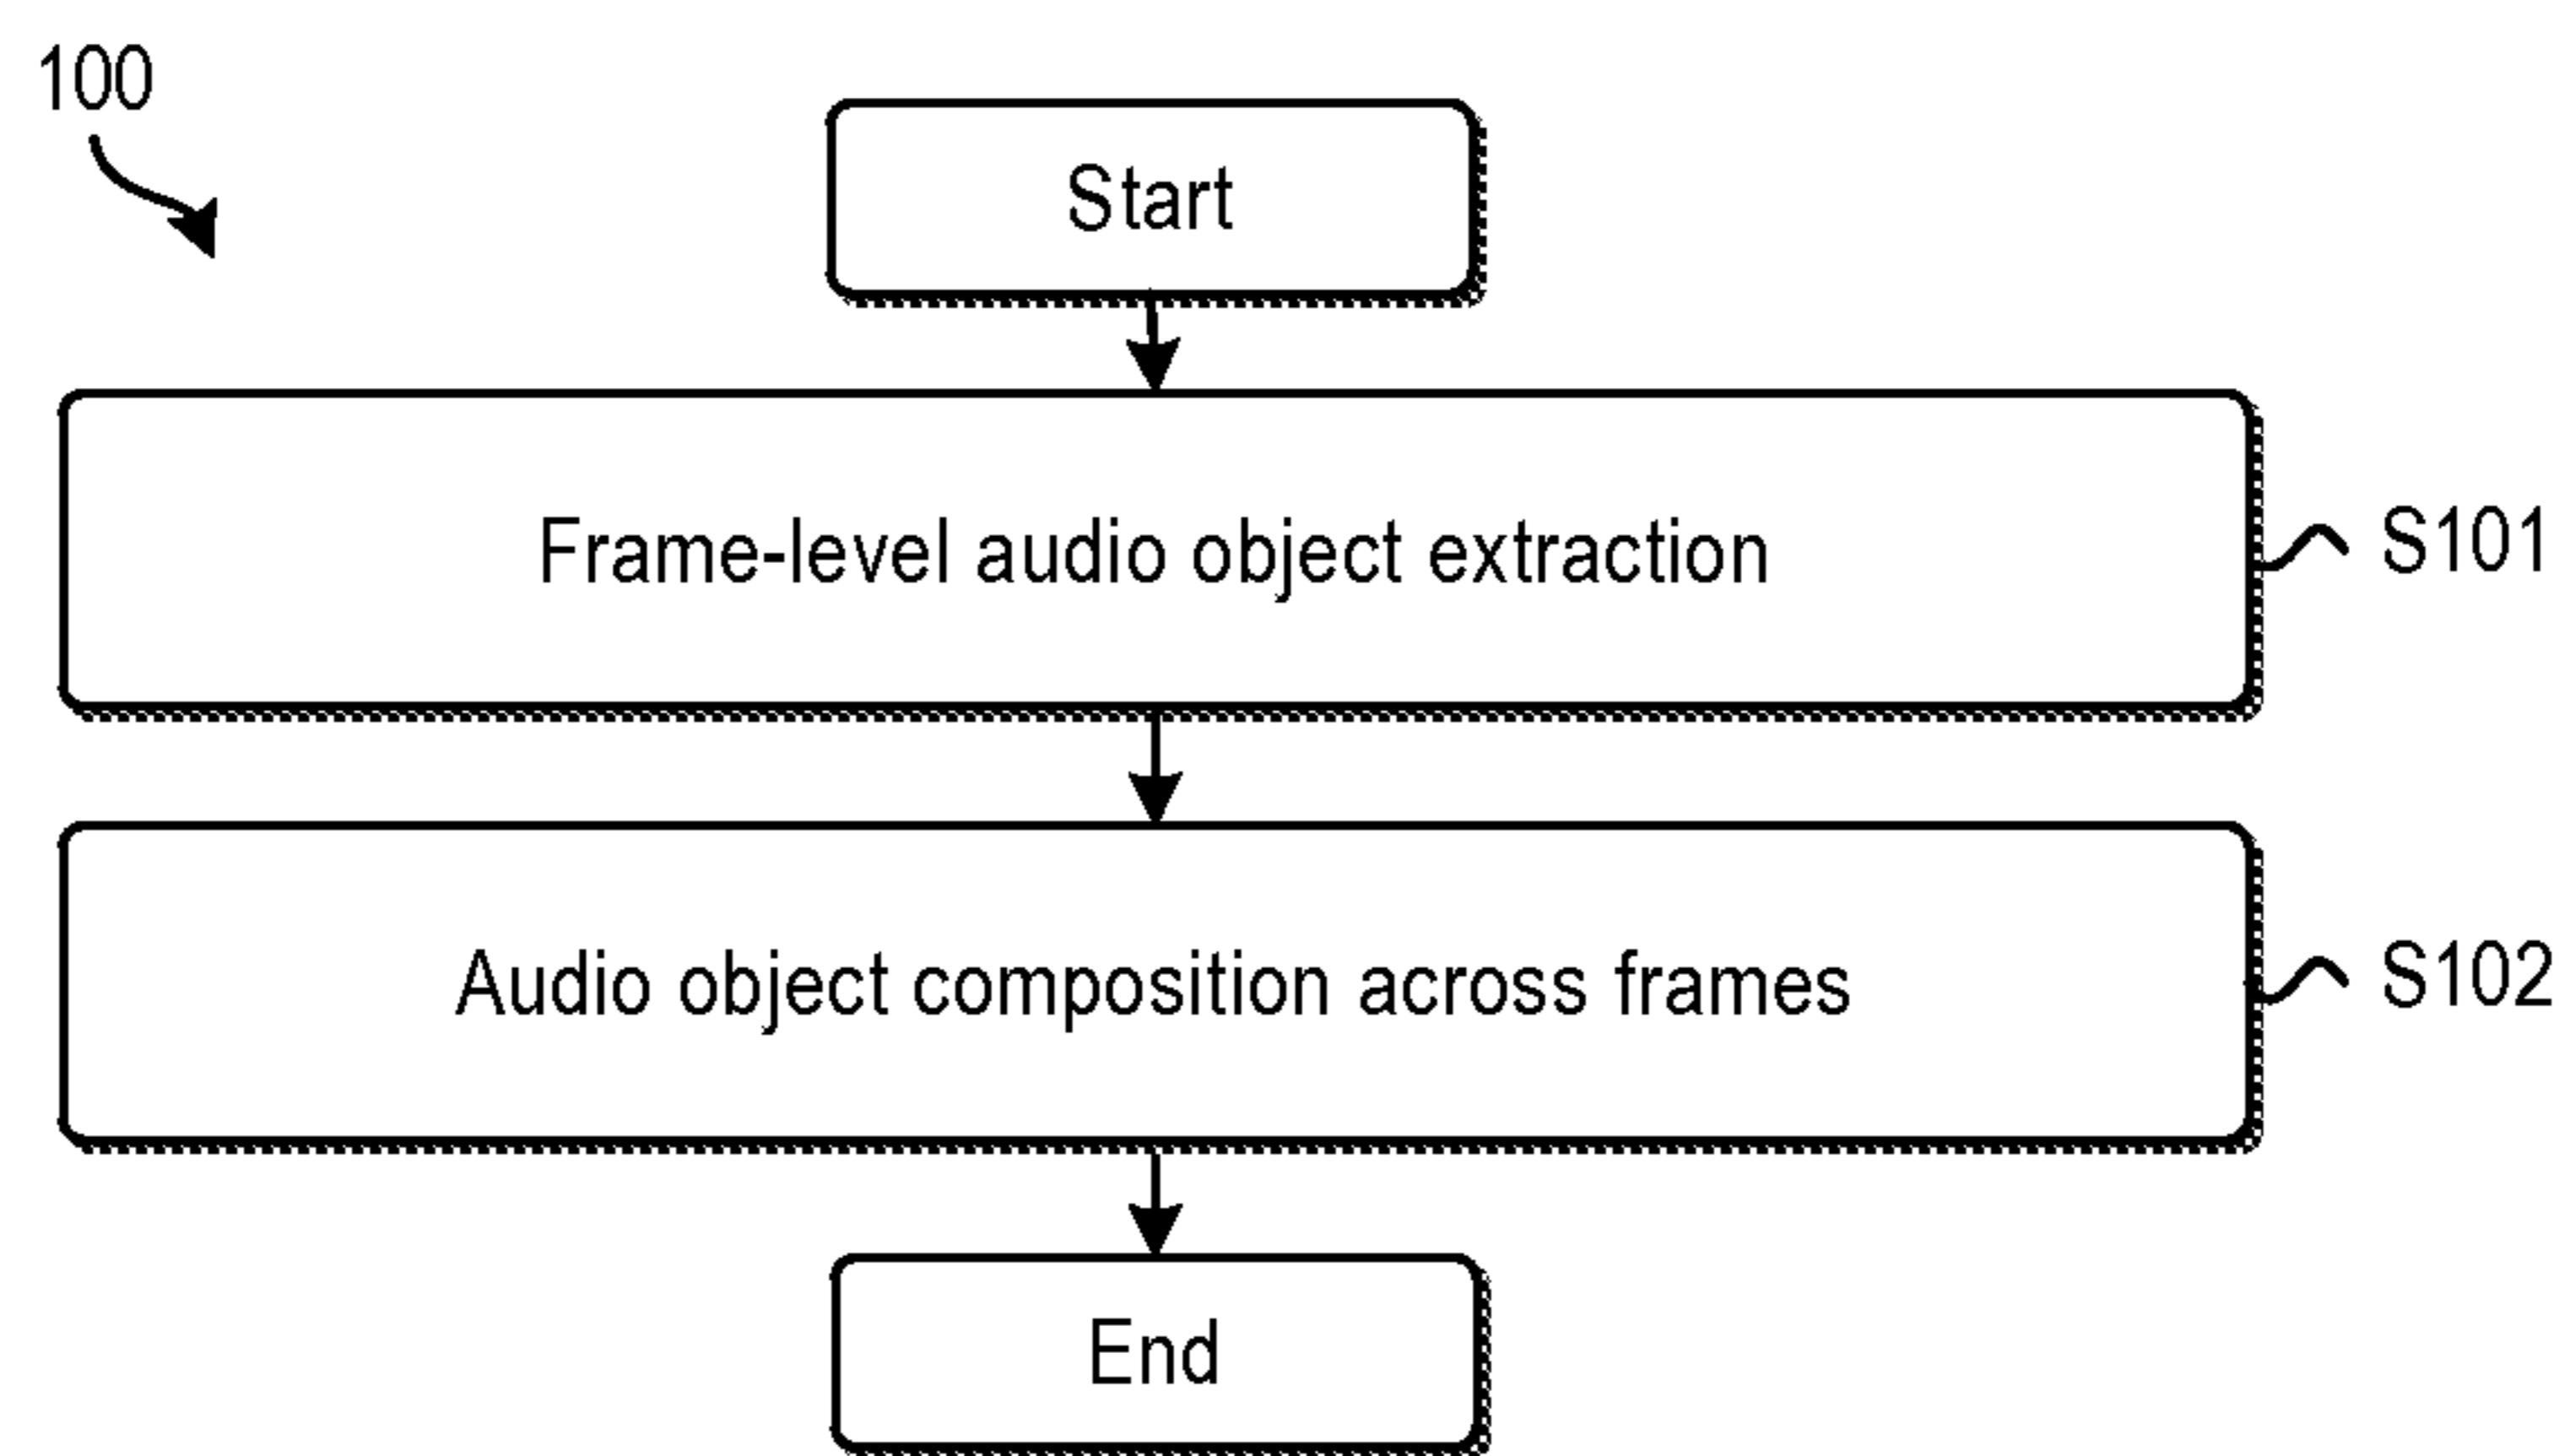 100
Start
Frame-level audio object extraction
S101
Audio object composition across frames
S102
End